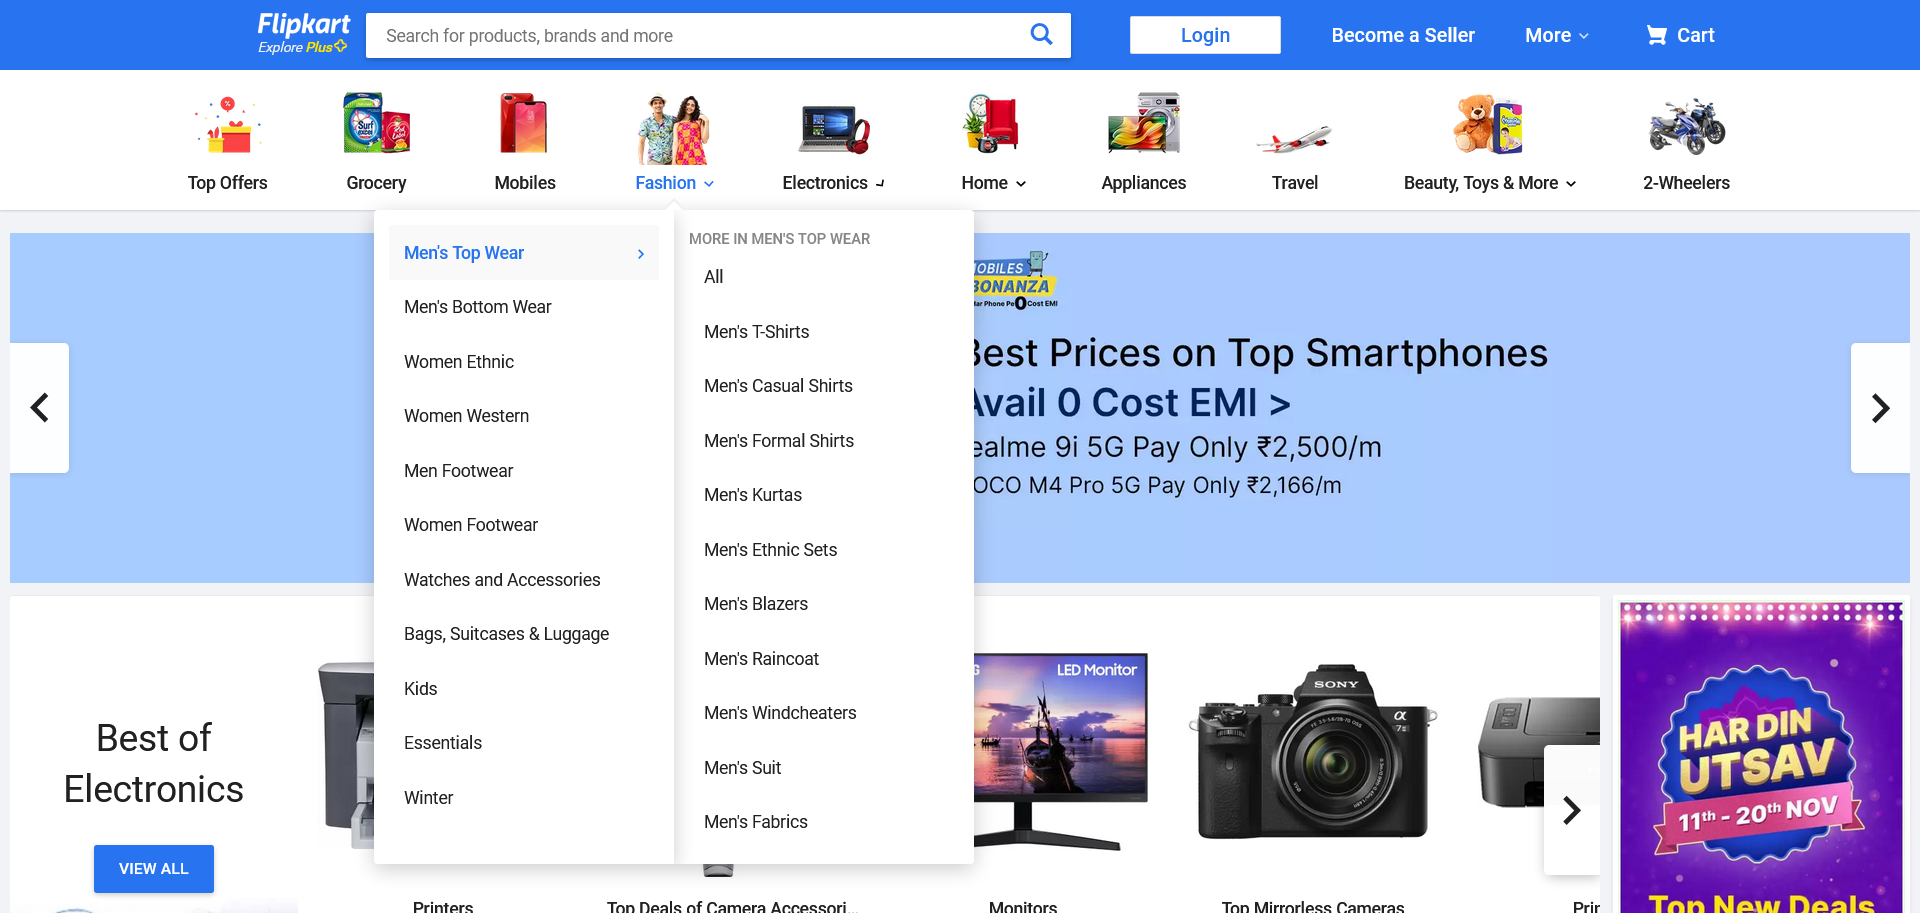 Flipkart
Explore Plus
Search for products, brands and more
Login
Become a Seller
More
Cart
Top Offers
Grocery
Mobiles
Fashion
Electronics
Home
Appliances
Travel
Beauty, Toys & More
2-Wheelers
Men's Top Wear
Men's Bottom Wear
Women Ethnic
Women Western
Men Footwear
Women Footwear
Watches and Accessories
Bags, Suitcases & Luggage
Kids
Essentials
Winter
MORE IN MEN'S TOP WEAR
All
Men's T-Shirts
Men's Casual Shirts
Men's Formal Shirts
Men's Kurtas
Men's Ethnic Sets
Men's Blazers
Men's Raincoat
Men's Windcheaters
Men's Suit
Men's Fabrics
OBILES
BONANZA
Cost EMI
Best Prices on Top Smartphones
Avail 0 Cost EMI >
ealme 9i 5G Pay Only ₹2,500/m
OCO M4 Pro 5G Pay Only ₹2,166/m
Best of
Electronics
VIEW ALL
LED Monitor
SONY
α
7II
HAR DIN
UTSAV
11th - 20th NOV
Top New Deals
Printers
Top Deals of Camera Accessori...
Monitors
Top Mirrorless Cameras
Prin